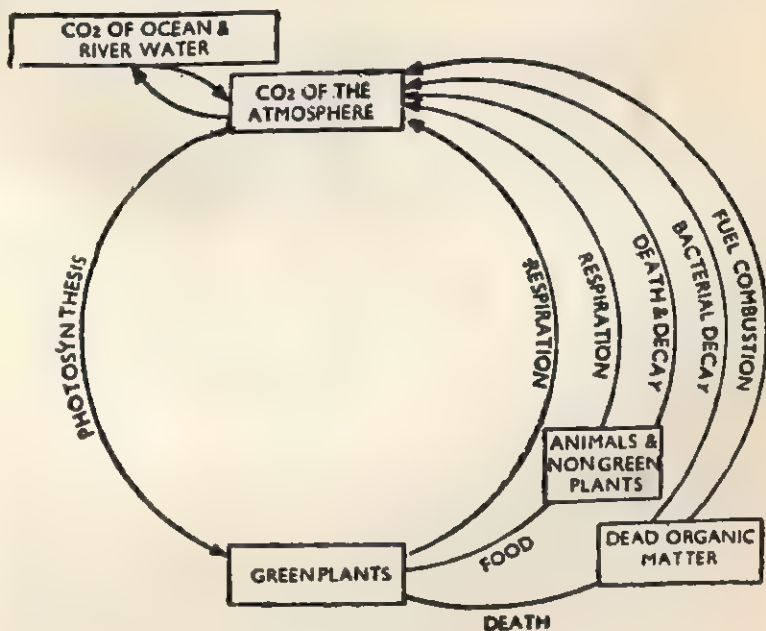 CO2 OF OCEAN &
RIVER WATER
CO2 OF THE
ATMOSPHERE
PHOTOSYNTHESIS
RESPIRATION
RESPIRATION
DEATH & DECAY
BACTERIAL DECAY
FUEL COMBUSTION
ANIMALS &
NON GREEN
PLANTS
DEAD ORGANIC
MATTER
GREEN PLANTS
FOOD
DEATH